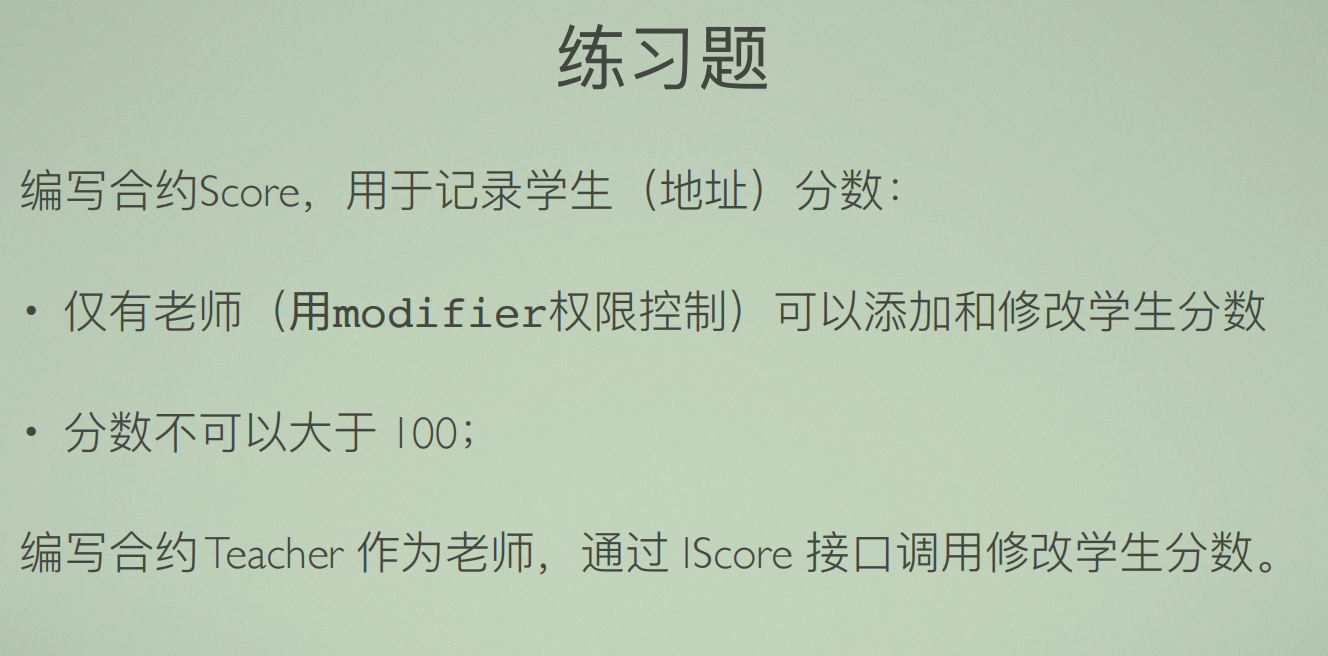 练习题
编写合约Score，用于记录学生（地址）分数：
• 仅有老师（用modifier权限控制）可以添加和修改学生分数
• 分数不可以大于 100；
编写合约 Teacher 作为老师，通过 IScore 接口调用修改学生分数。